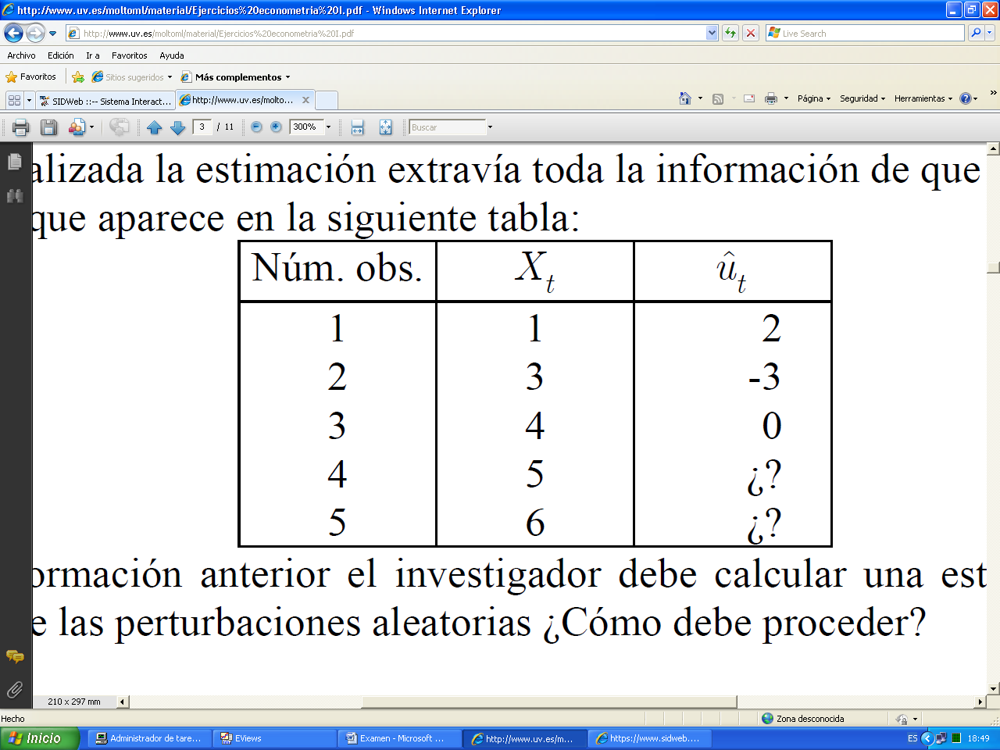 http://www.uv.es/moltoml/material/Ejercicios%20econometria%20I.pdf - Windows Internet Explorer
http://www.uv.es/moltoml/material/Ejercicios%20econometria%20I.pdf
Live Search
Archivo Edición Ir a Favoritos Ayuda
Favoritos Sitios sugeridos Más complementos
SIDWeb ::-- Sistema Interact... http://www.uv.es/molto... Página Seguridad Herramientas »
3 / 11 300% Buscar
alizada la estimación extravía toda la información de que
que aparece en la siguiente tabla:
Núm. obs. X_t û_t
1 1 2
2 3 -3
3 4 0
4 5 ¿?
5 6 ¿?
ormación anterior el investigador debe calcular una est
e las perturbaciones aleatorias ¿Cómo debe proceder?
210 x 297 mm
Hecho Zona desconocida
Inicio Administrador de tare... EViews Examen - Microsoft ... http://www.uv.es/m... https://www.sidweb.... ES 18:49